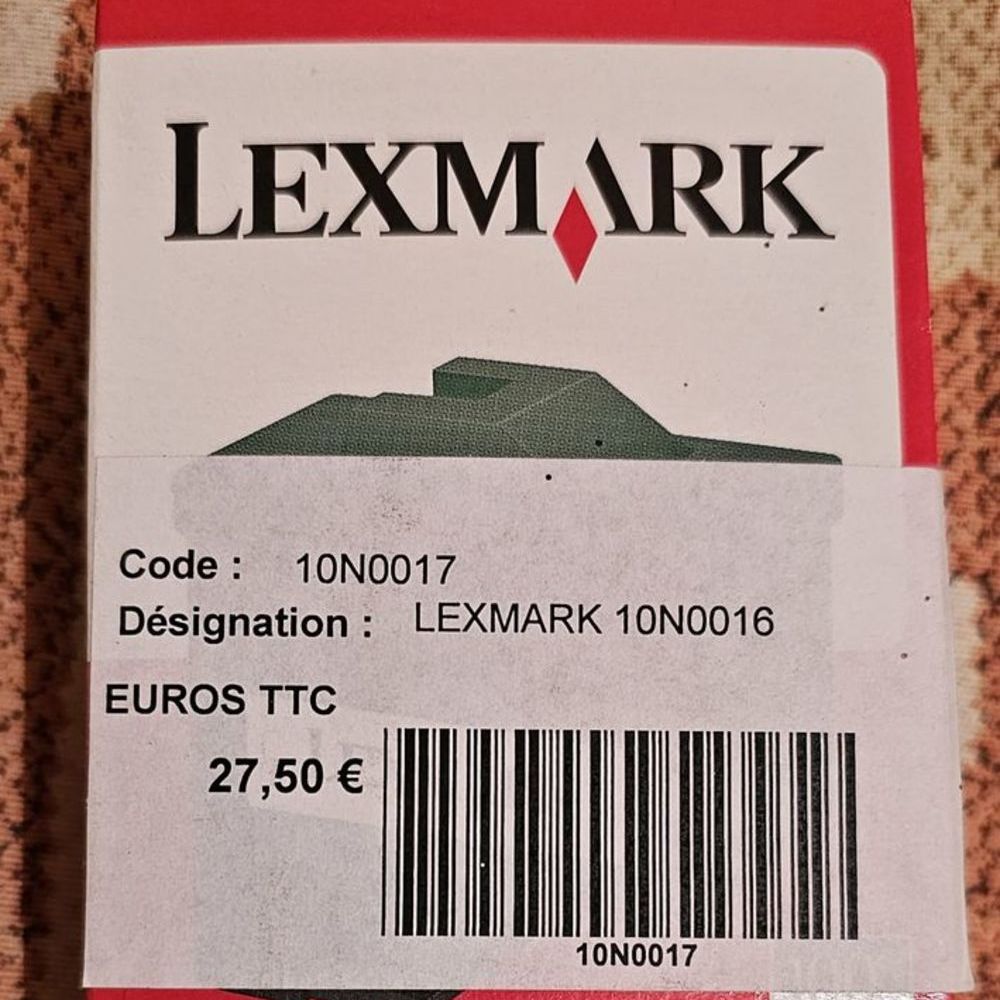 LEXMARK
Code : 10N0017
Désignation : LEXMARK 10N0016
EUROS TTC
27,50 €
10N0017